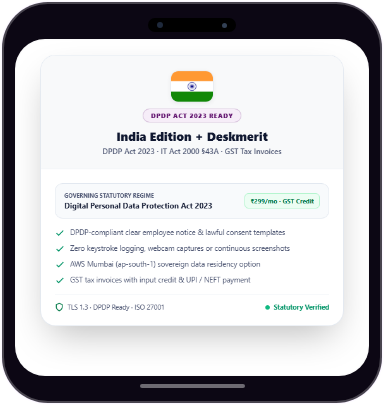 DPDP ACT 2023 READY
India Edition + Deskmerit
DPDP Act 2023 · IT Act 2000 §43A · GST Tax Invoices
GOVERNING STATUTORY REGIME
Digital Personal Data Protection Act 2023
₹299/mo · GST Credit
DPDP-compliant clear employee notice & lawful consent templates
Zero keystroke logging, webcam captures or continuous screenshots
AWS Mumbai (ap-south-1) sovereign data residency option
GST tax invoices with input credit & UPI / NEFT payment
TLS 1.3 · DPDP Ready · ISO 27001
Statutory Verified